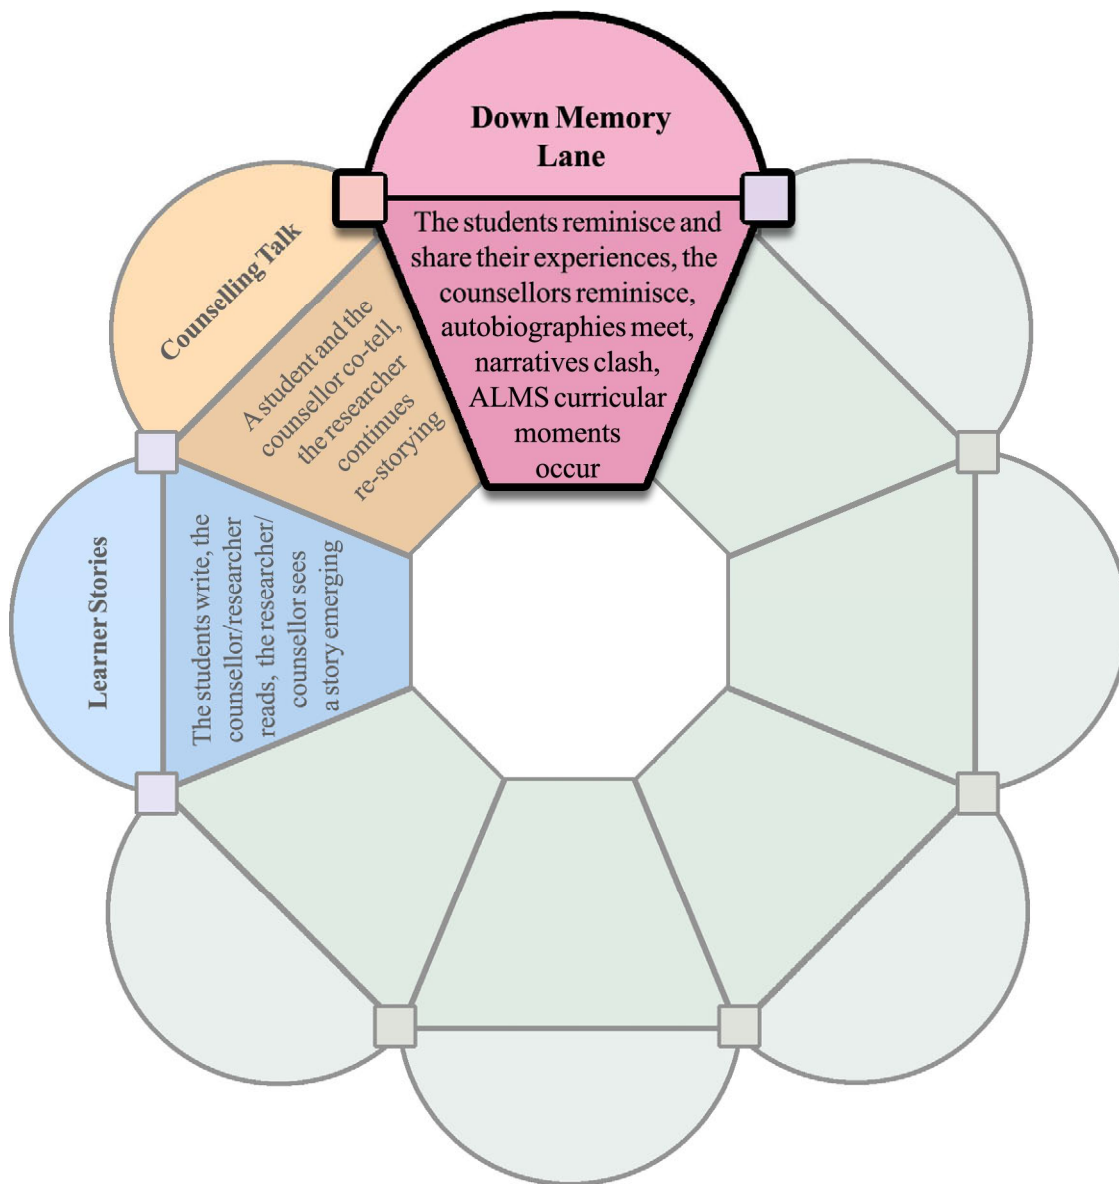 Down Memory
Lane
The students reminisce and
share their experiences, the
counsellors reminisce,
autobiographies meet,
narratives clash,
ALMS curricular
moments
occur
Counselling Talk
A student and the
counsellor co-tell,
the researcher
continues
re-storying
Learner Stories
The students write, the
counsellor/researcher
reads, the researcher/
counsellor sees
a story emerging